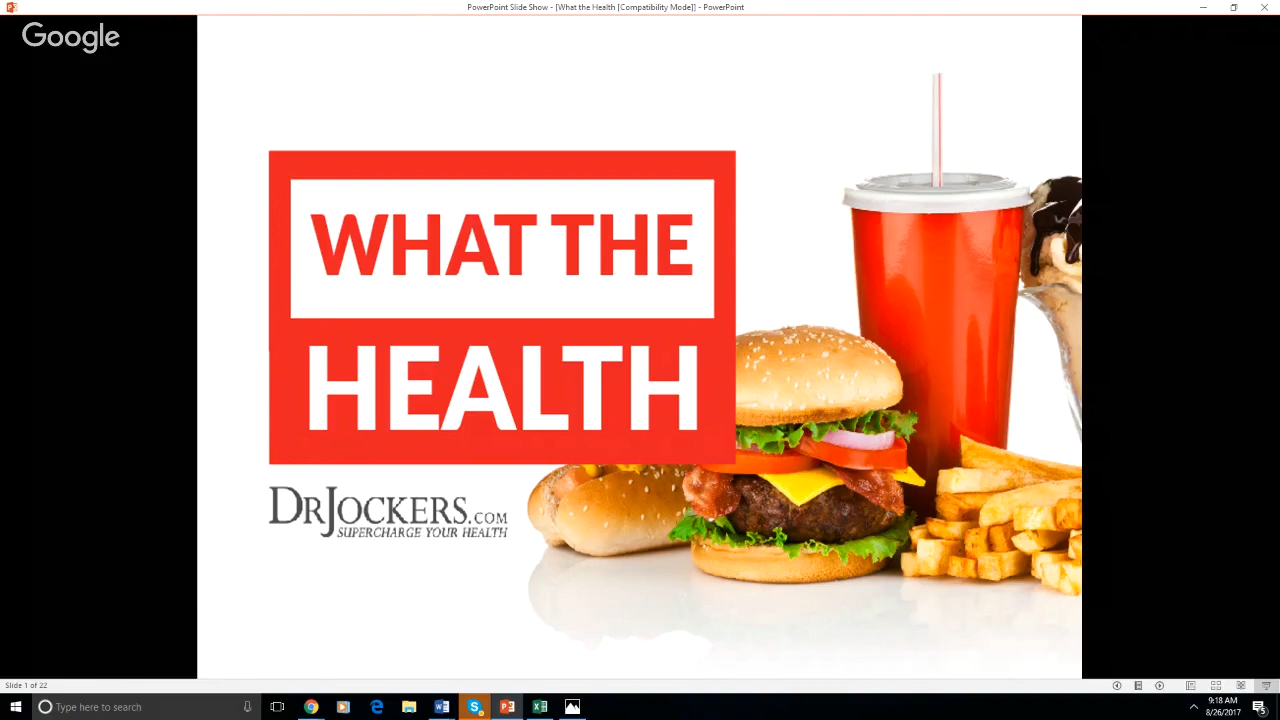 PowerPoint Slide Show - [What the Health [Compatibility Mode]] - PowerPoint
Google
WHAT THE
HEALTH
DRJOCKERS.COM
SUPERCHARGE YOUR HEALTH
Slide 1 of 22
Type here to search
9:18 AM
8/26/2017
5